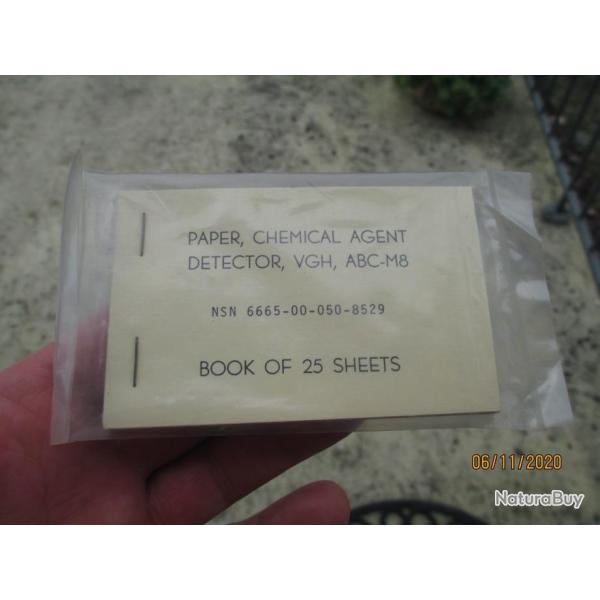 PAPER, CHEMICAL AGENT
DETECTOR, VGH, ABC-M8
NSN 6665-00-050-8529
BOOK OF 25 SHEETS
06/11/2020
NaturaBuy